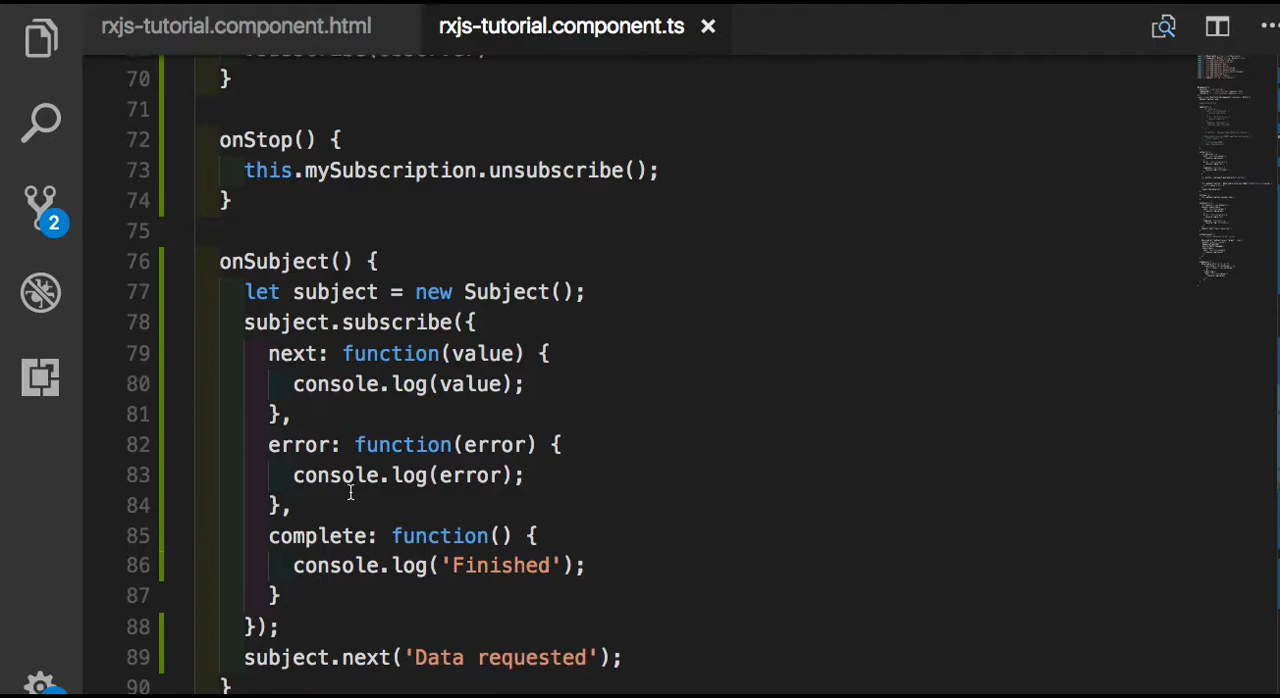 rxjs-tutorial.component.html rxjs-tutorial.component.ts ×
70 }
71
72 onStop() {
73 this.mySubscription.unsubscribe();
74 }
75
76 onSubject() {
77 let subject = new Subject();
78 subject.subscribe({
79 next: function(value) {
80 console.log(value);
81 },
82 error: function(error) {
83 console.log(error);
84 },
85 complete: function() {
86 console.log('Finished');
87 }
88 });
89 subject.next('Data requested');
90 }
2